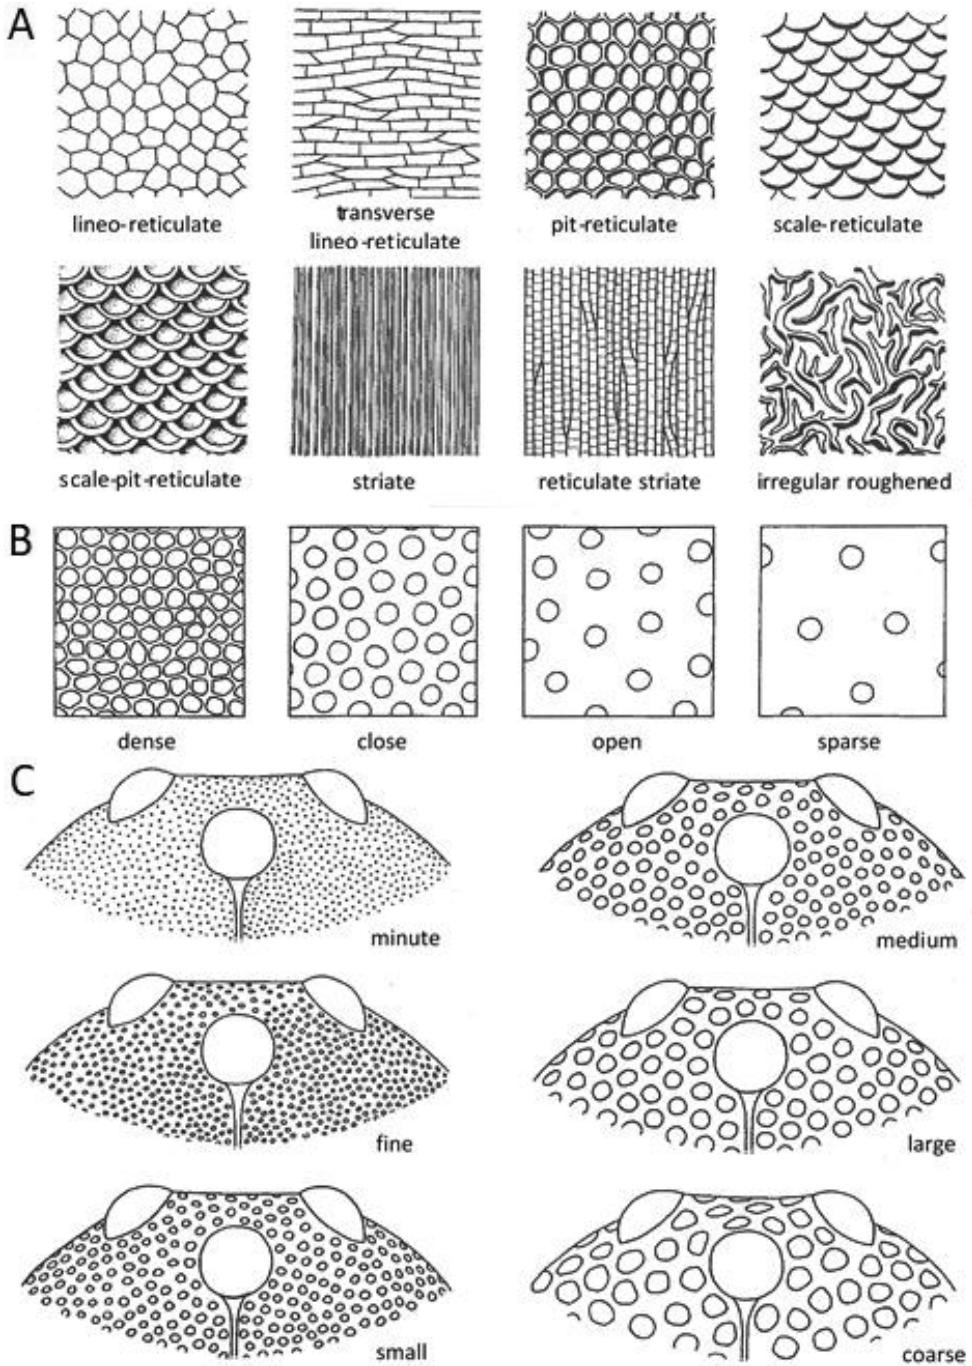 A
lineo-reticulate
transverse
lineo-reticulate
pit-reticulate
scale-reticulate
scale-pit-reticulate
striate
reticulate striate
irregular roughened
B
dense
close
open
sparse
C
minute
medium
fine
large
small
coarse